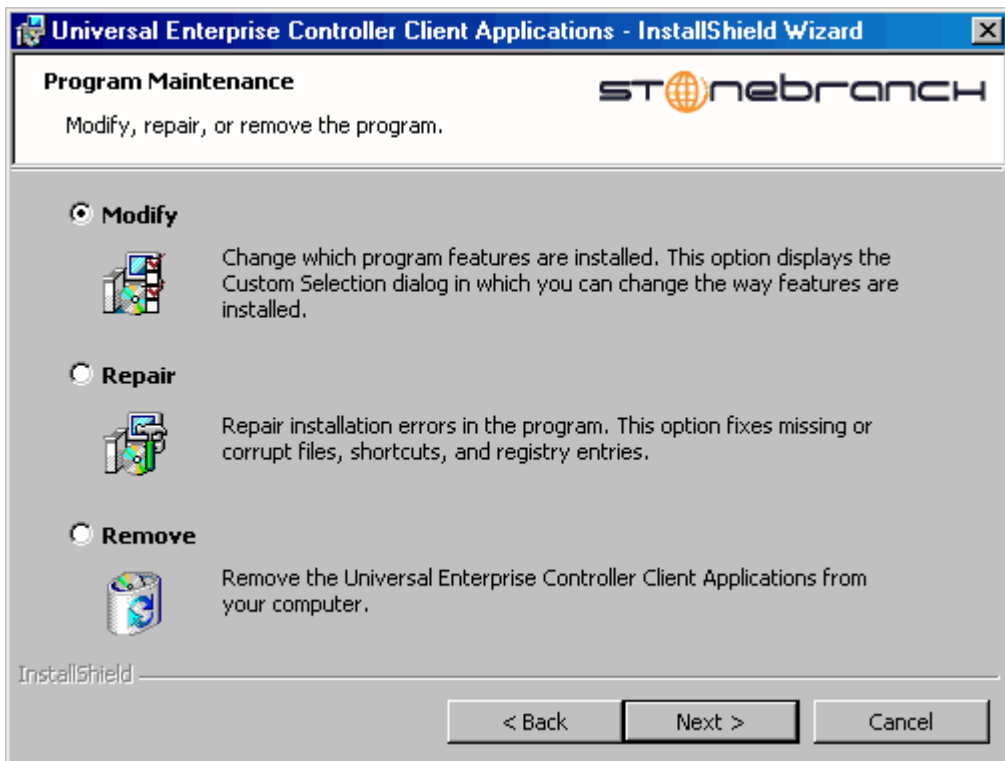 Universal Enterprise Controller Client Applications - InstallShield Wizard
Program Maintenance
Modify, repair, or remove the program.
STonebranch
Modify
Change which program features are installed. This option displays the
Custom Selection dialog in which you can change the way features are
installed.
Repair
Repair installation errors in the program. This option fixes missing or
corrupt files, shortcuts, and registry entries.
Remove
Remove the Universal Enterprise Controller Client Applications from
your computer.
InstallShield
< Back
Next >
Cancel